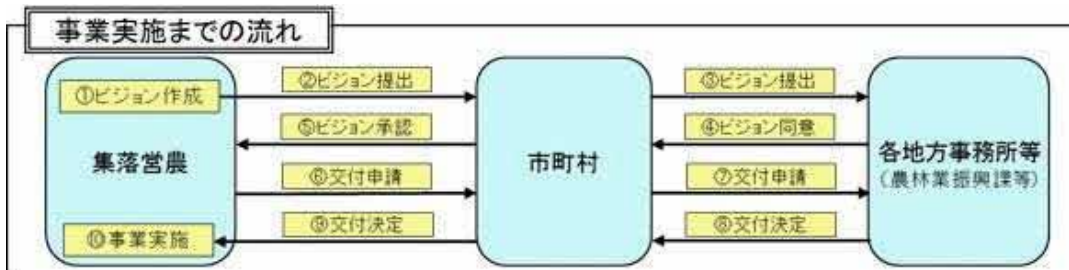 事業実施までの流れ
①ビジョン作成
②ビジョン提出
③ビジョン提出
⑤ビジョン承認
④ビジョン同意
集落営農
市町村
各地方事務所等
（農林業振興課等）
⑥交付申請
⑦交付申請
⑨交付決定
⑧交付決定
⑩事業実施